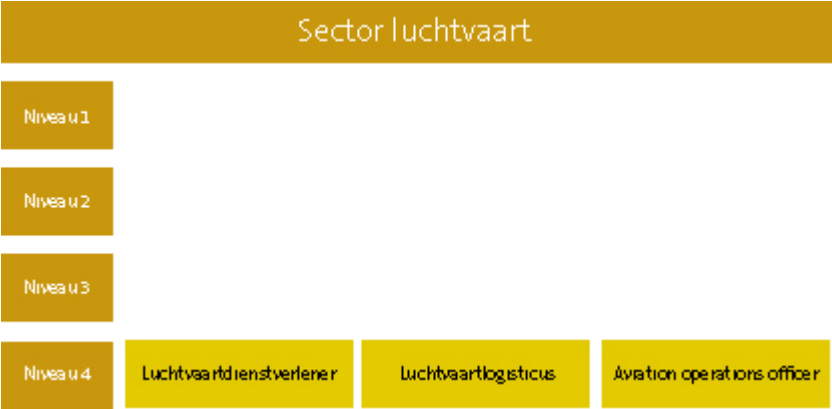 Sector luchtvaart
Niveau 1
Niveau 2
Niveau 3
Niveau 4
Luchtvaartdienstverlener
Luchtvaartlogisticus
Aviation operations officer